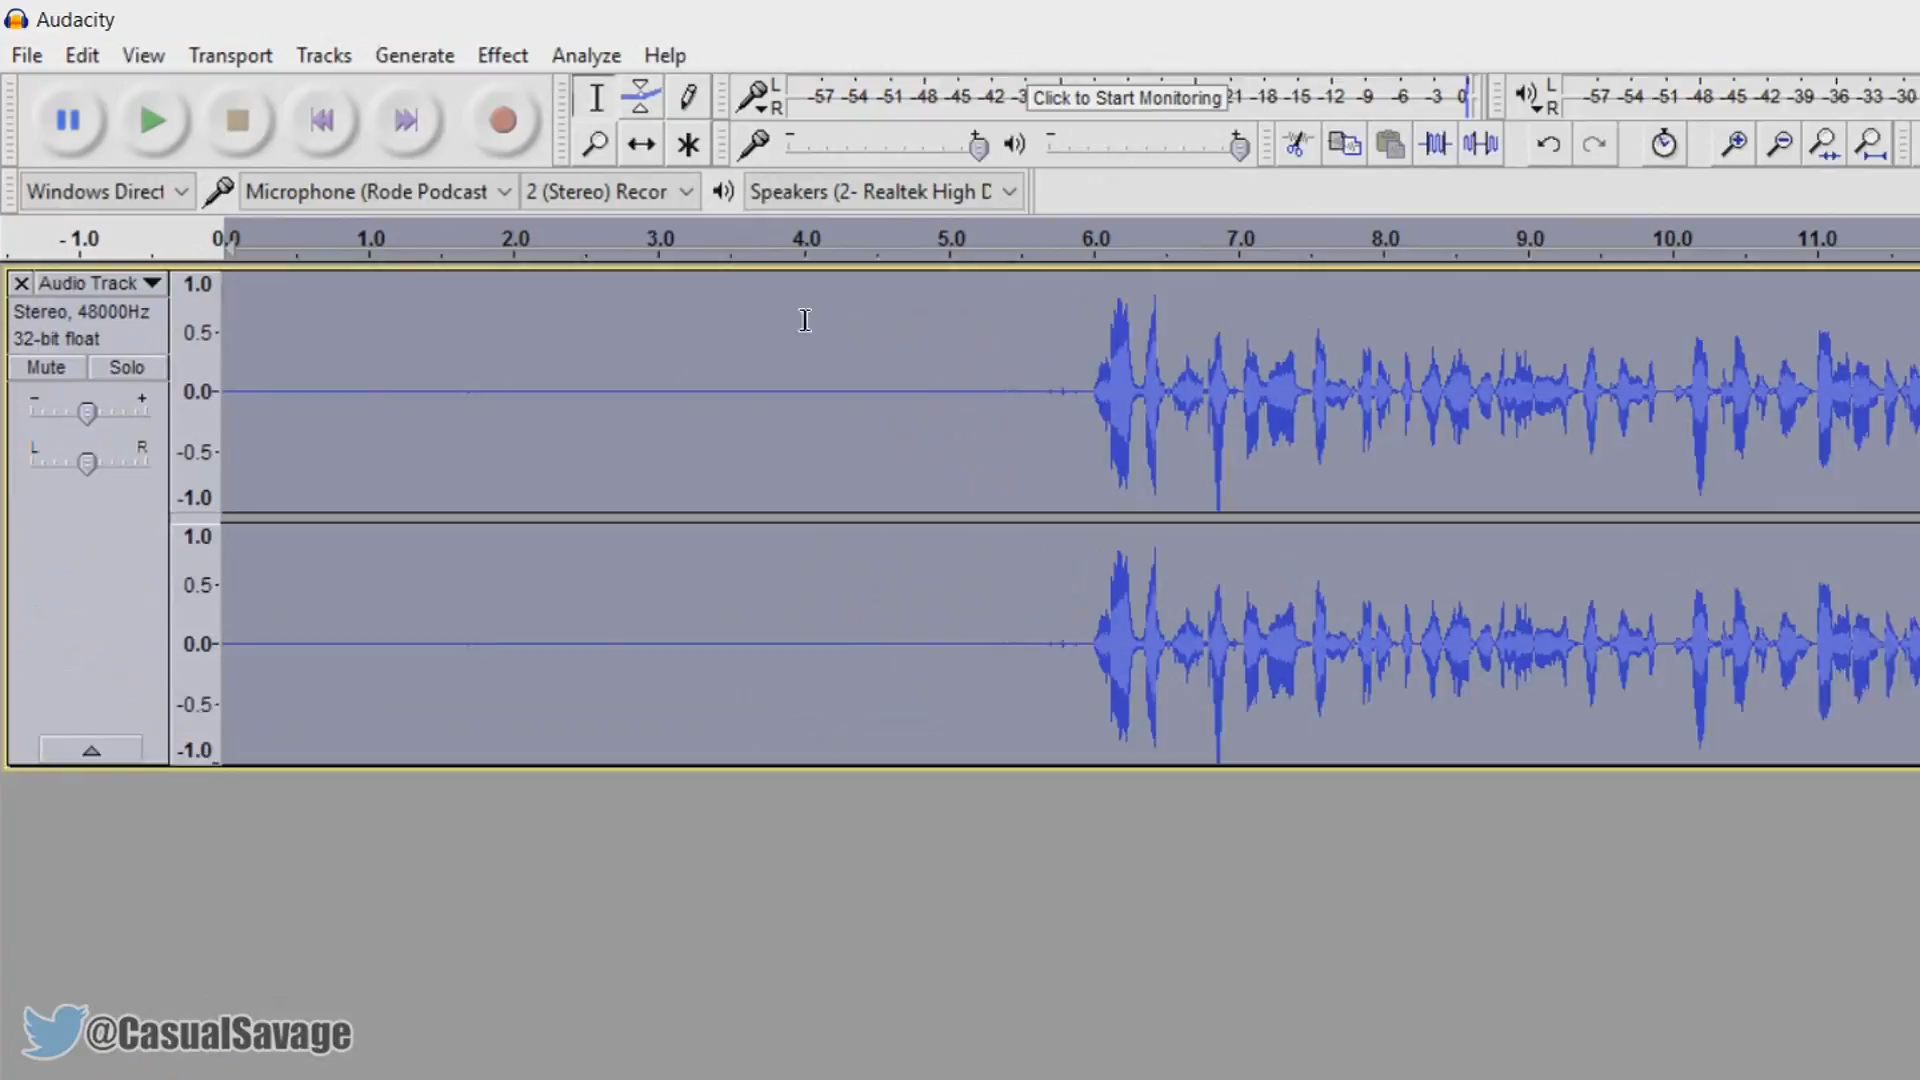 Audacity
File Edit View Transport Tracks Generate Effect Analyze Help
L -57 -54 -51 -48 -45 -42 -3 Click to Start Monitoring 21 -18 -15 -12 -9 -6 -3 0 L -57 -54 -51 -48 -45 -42 -39 -36 -33 -30
R R
- + - +
Windows Direct Microphone (Rode Podcast 2 (Stereo) Recor Speakers (2- Realtek High D
- 1.0 0.0 1.0 2.0 3.0 4.0 5.0 6.0 7.0 8.0 9.0 10.0 11.0
X Audio Track 1.0
Stereo, 48000Hz
32-bit float 0.5
Mute Solo
- + 0.0
L R
-0.5
-1.0
1.0
0.5
0.0
-0.5
-1.0
@CasualSavage